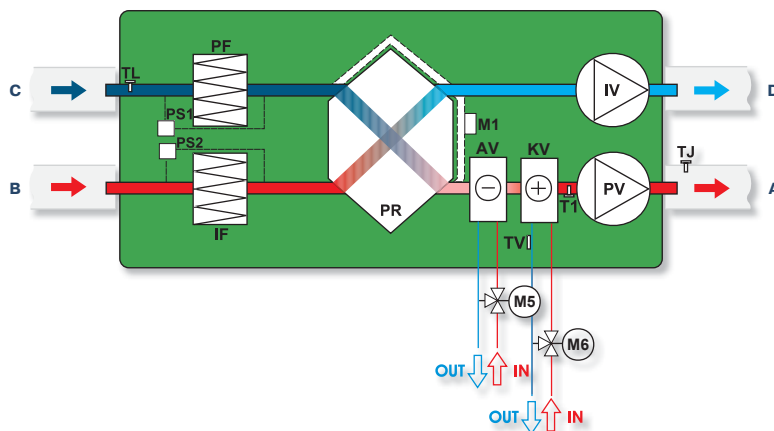 PF
C
TL
IV
D
PS1
M1
PS2
AV
KV
TJ
B
PR
T1
PV
A
IF
TV
M5
M6
OUT
IN
OUT
IN